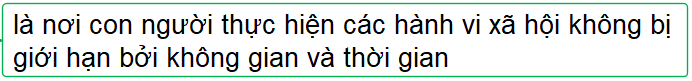 là nơi con người thực hiện các hành vi xã hội không bị
giới hạn bởi không gian và thời gian